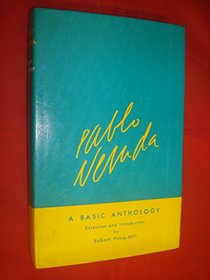 Pablo
Neruda
A BASIC ANTHOLOGY
Selection and Introduction
by
Robert Pring-Mill